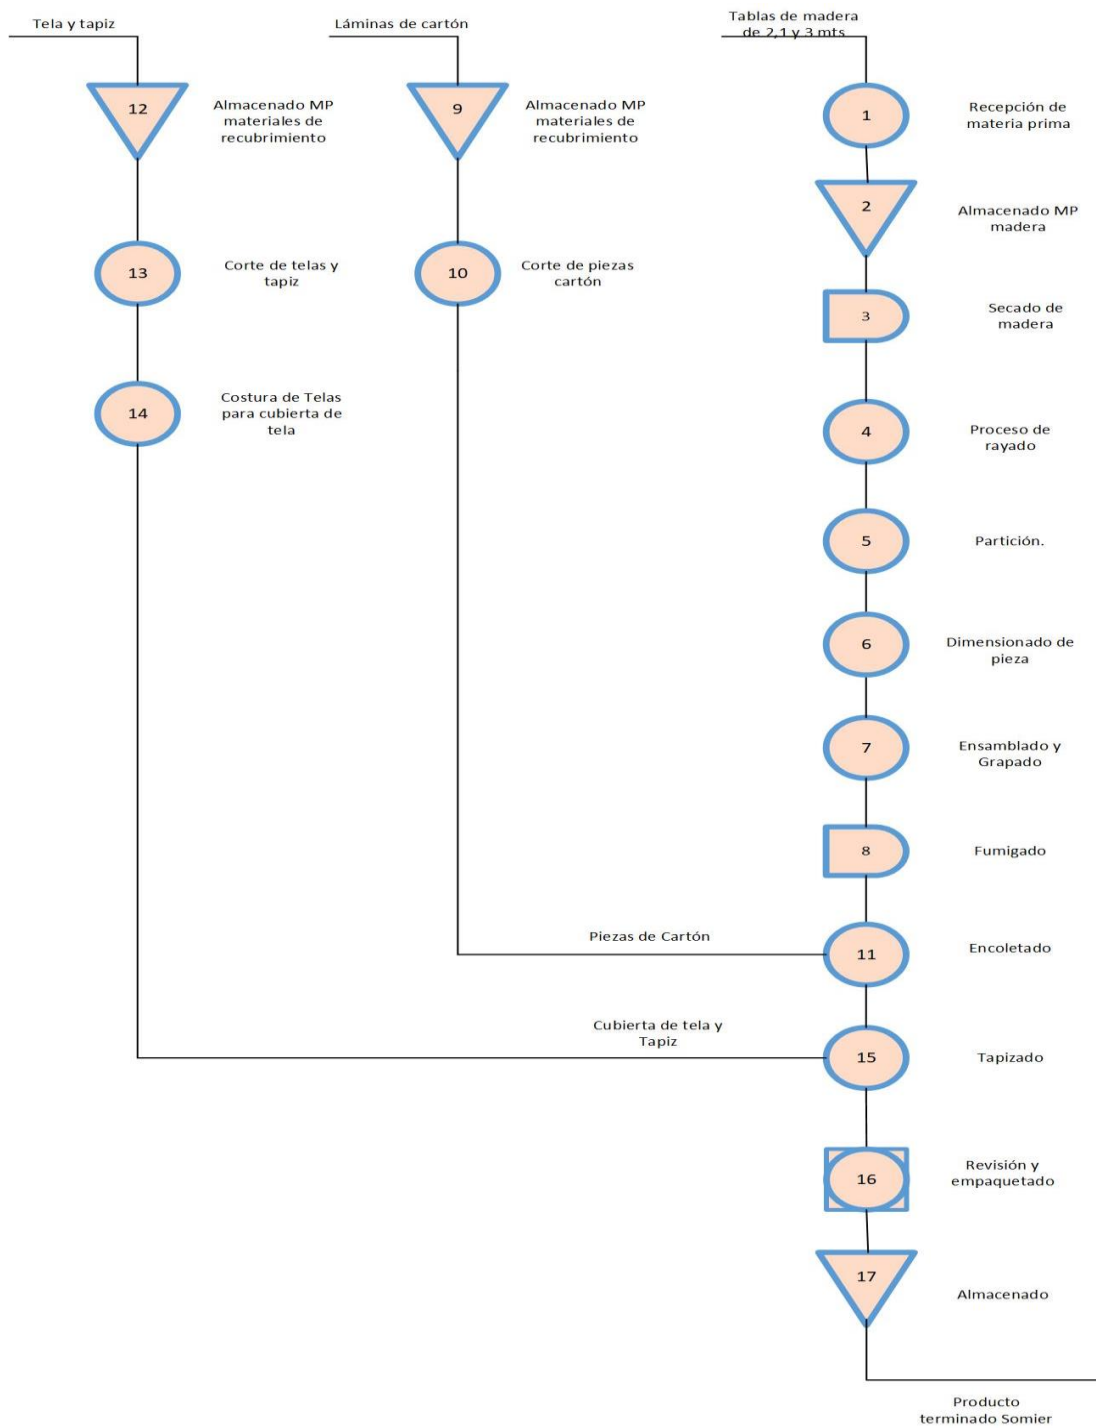 Tela y tapiz
12
Almacenado MP
materiales de
recubrimiento
13
Corte de telas y
tapiz
14
Costura de Telas
para cubierta de
tela
Láminas de cartón
9
Almacenado MP
materiales de
recubrimiento
10
Corte de piezas
cartón
Tablas de madera
de 2,1 y 3 mts
1
Recepción de
materia prima
2
Almacenado MP
madera
3
Secado de
madera
4
Proceso de
rayado
5
Partición.
6
Dimensionado de
pieza
7
Ensamblado y
Grapado
8
Fumigado
Piezas de Cartón
11
Encoletado
Cubierta de tela y
Tapiz
15
Tapizado
16
Revisión y
empaquetado
17
Almacenado
Producto
terminado Somier